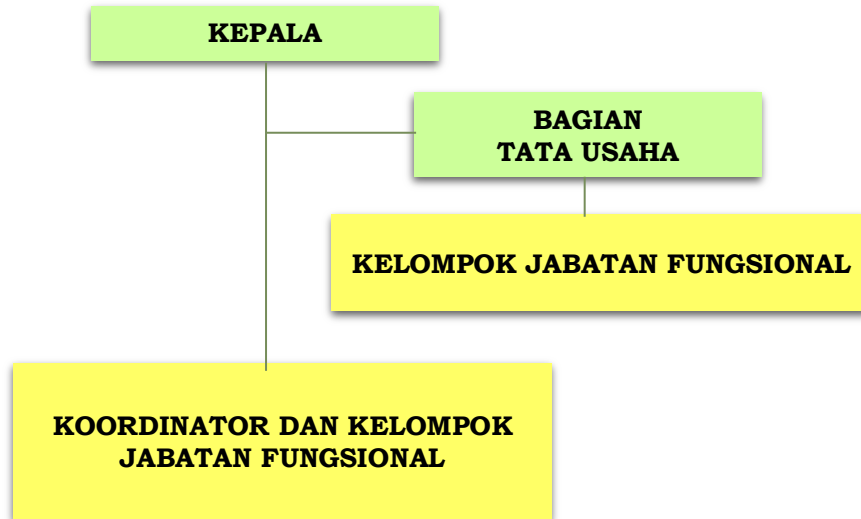 KEPALA
BAGIAN
TATA USAHA
KELOMPOK JABATAN FUNGSIONAL
KOORDINATOR DAN KELOMPOK
JABATAN FUNGSIONAL